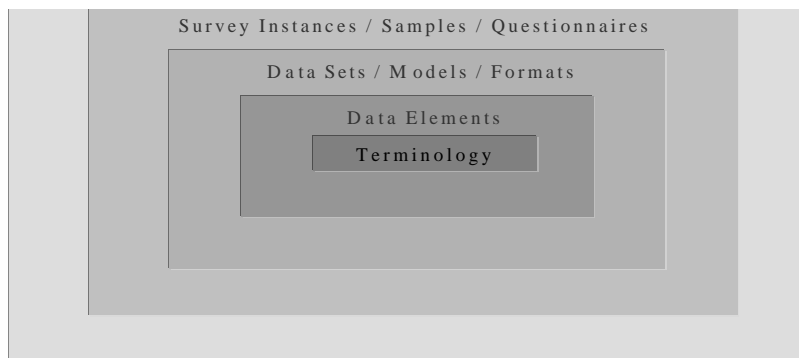 Survey Instances / Samples / Questionnaires
Data Sets / Models / Formats
Data Elements
Terminology